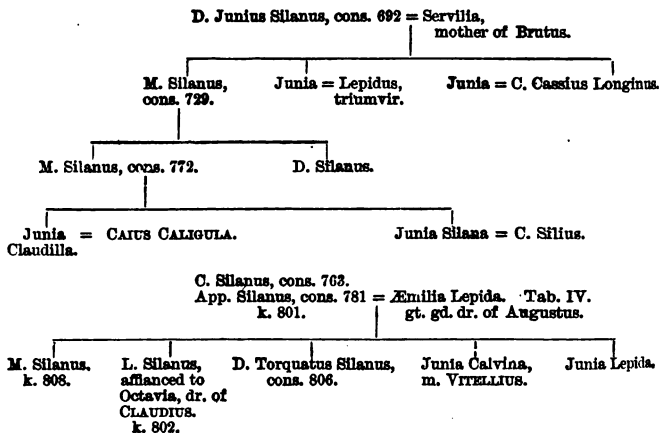 D. Junius Silanus, cons. 692 = Servilia,
mother of Brutus.
M. Silanus,
cons. 729.
Junia = Lepidus,
triumvir.
Junia = C. Cassius Longinus.
M. Silanus, cons. 772.
D. Silanus.
Junia = CAIUS CALIGULA.
Claudilla.
Junia Silana = C. Silius.
C. Silanus, cons. 763.
App. Silanus, cons. 781 = Æmilia Lepida. Tab. IV.
k. 801.
gt. gd. dr. of Augustus.
M. Silanus.
k. 808.
L. Silanus,
affianced to
Octavia, dr. of
CLAUDIUS.
k. 802.
D. Torquatus Silanus,
cons. 806.
Junia Calvina,
m. VITELLIUS.
Junia Lepida.